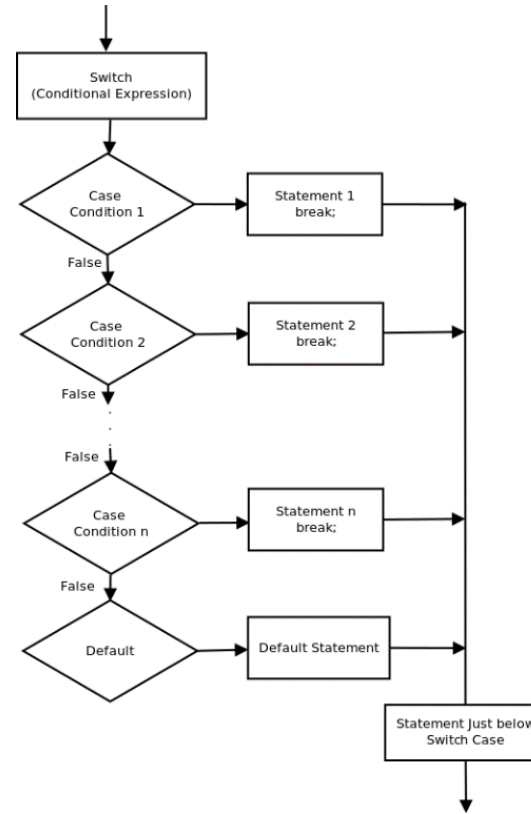 Switch
(Conditional Expression)
Case
Condition 1
Statement 1
break;
False
Case
Condition 2
Statement 2
break;
False
False
Case
Condition n
Statement n
break;
False
Default
Default Statement
Statement Just below
Switch Case